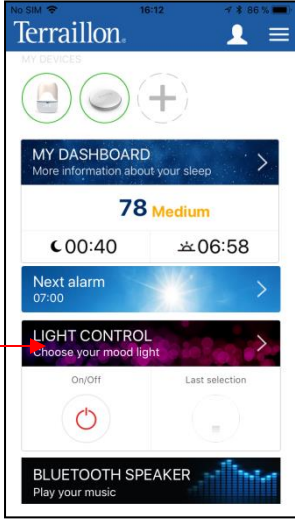 No SIM 16:12 86 %
Terraillon.
MY DEVICES
MY DASHBOARD
More information about your sleep
78 Medium
00:40 06:58
Next alarm
07:00
LIGHT CONTROL
Choose your mood light
On/Off Last selection
BLUETOOTH SPEAKER
Play your music